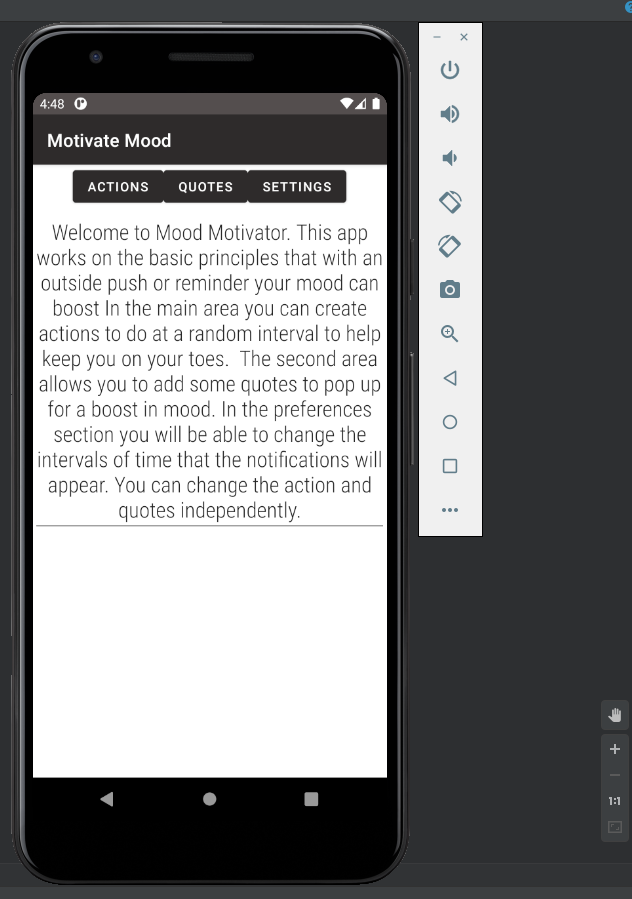 4:48
Motivate Mood
ACTIONS QUOTES SETTINGS
Welcome to Mood Motivator. This app
works on the basic principles that with an
outside push or reminder your mood can
boost In the main area you can create
actions to do at a random interval to help
keep you on your toes.  The second area
allows you to add some quotes to pop up
for a boost in mood. In the preferences
section you will be able to change the
intervals of time that the notifications will
appear. You can change the action and
quotes independently.
1:1